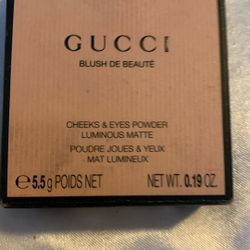 GUCCI
BLUSH DE BEAUTÉ
CHEEKS & EYES POWDER
LUMINOUS MATTE
POUDRE JOUES & YEUX
MAT LUMINEUX
℮ 5.5 g POIDS NET NET WT. 0.19 OZ.